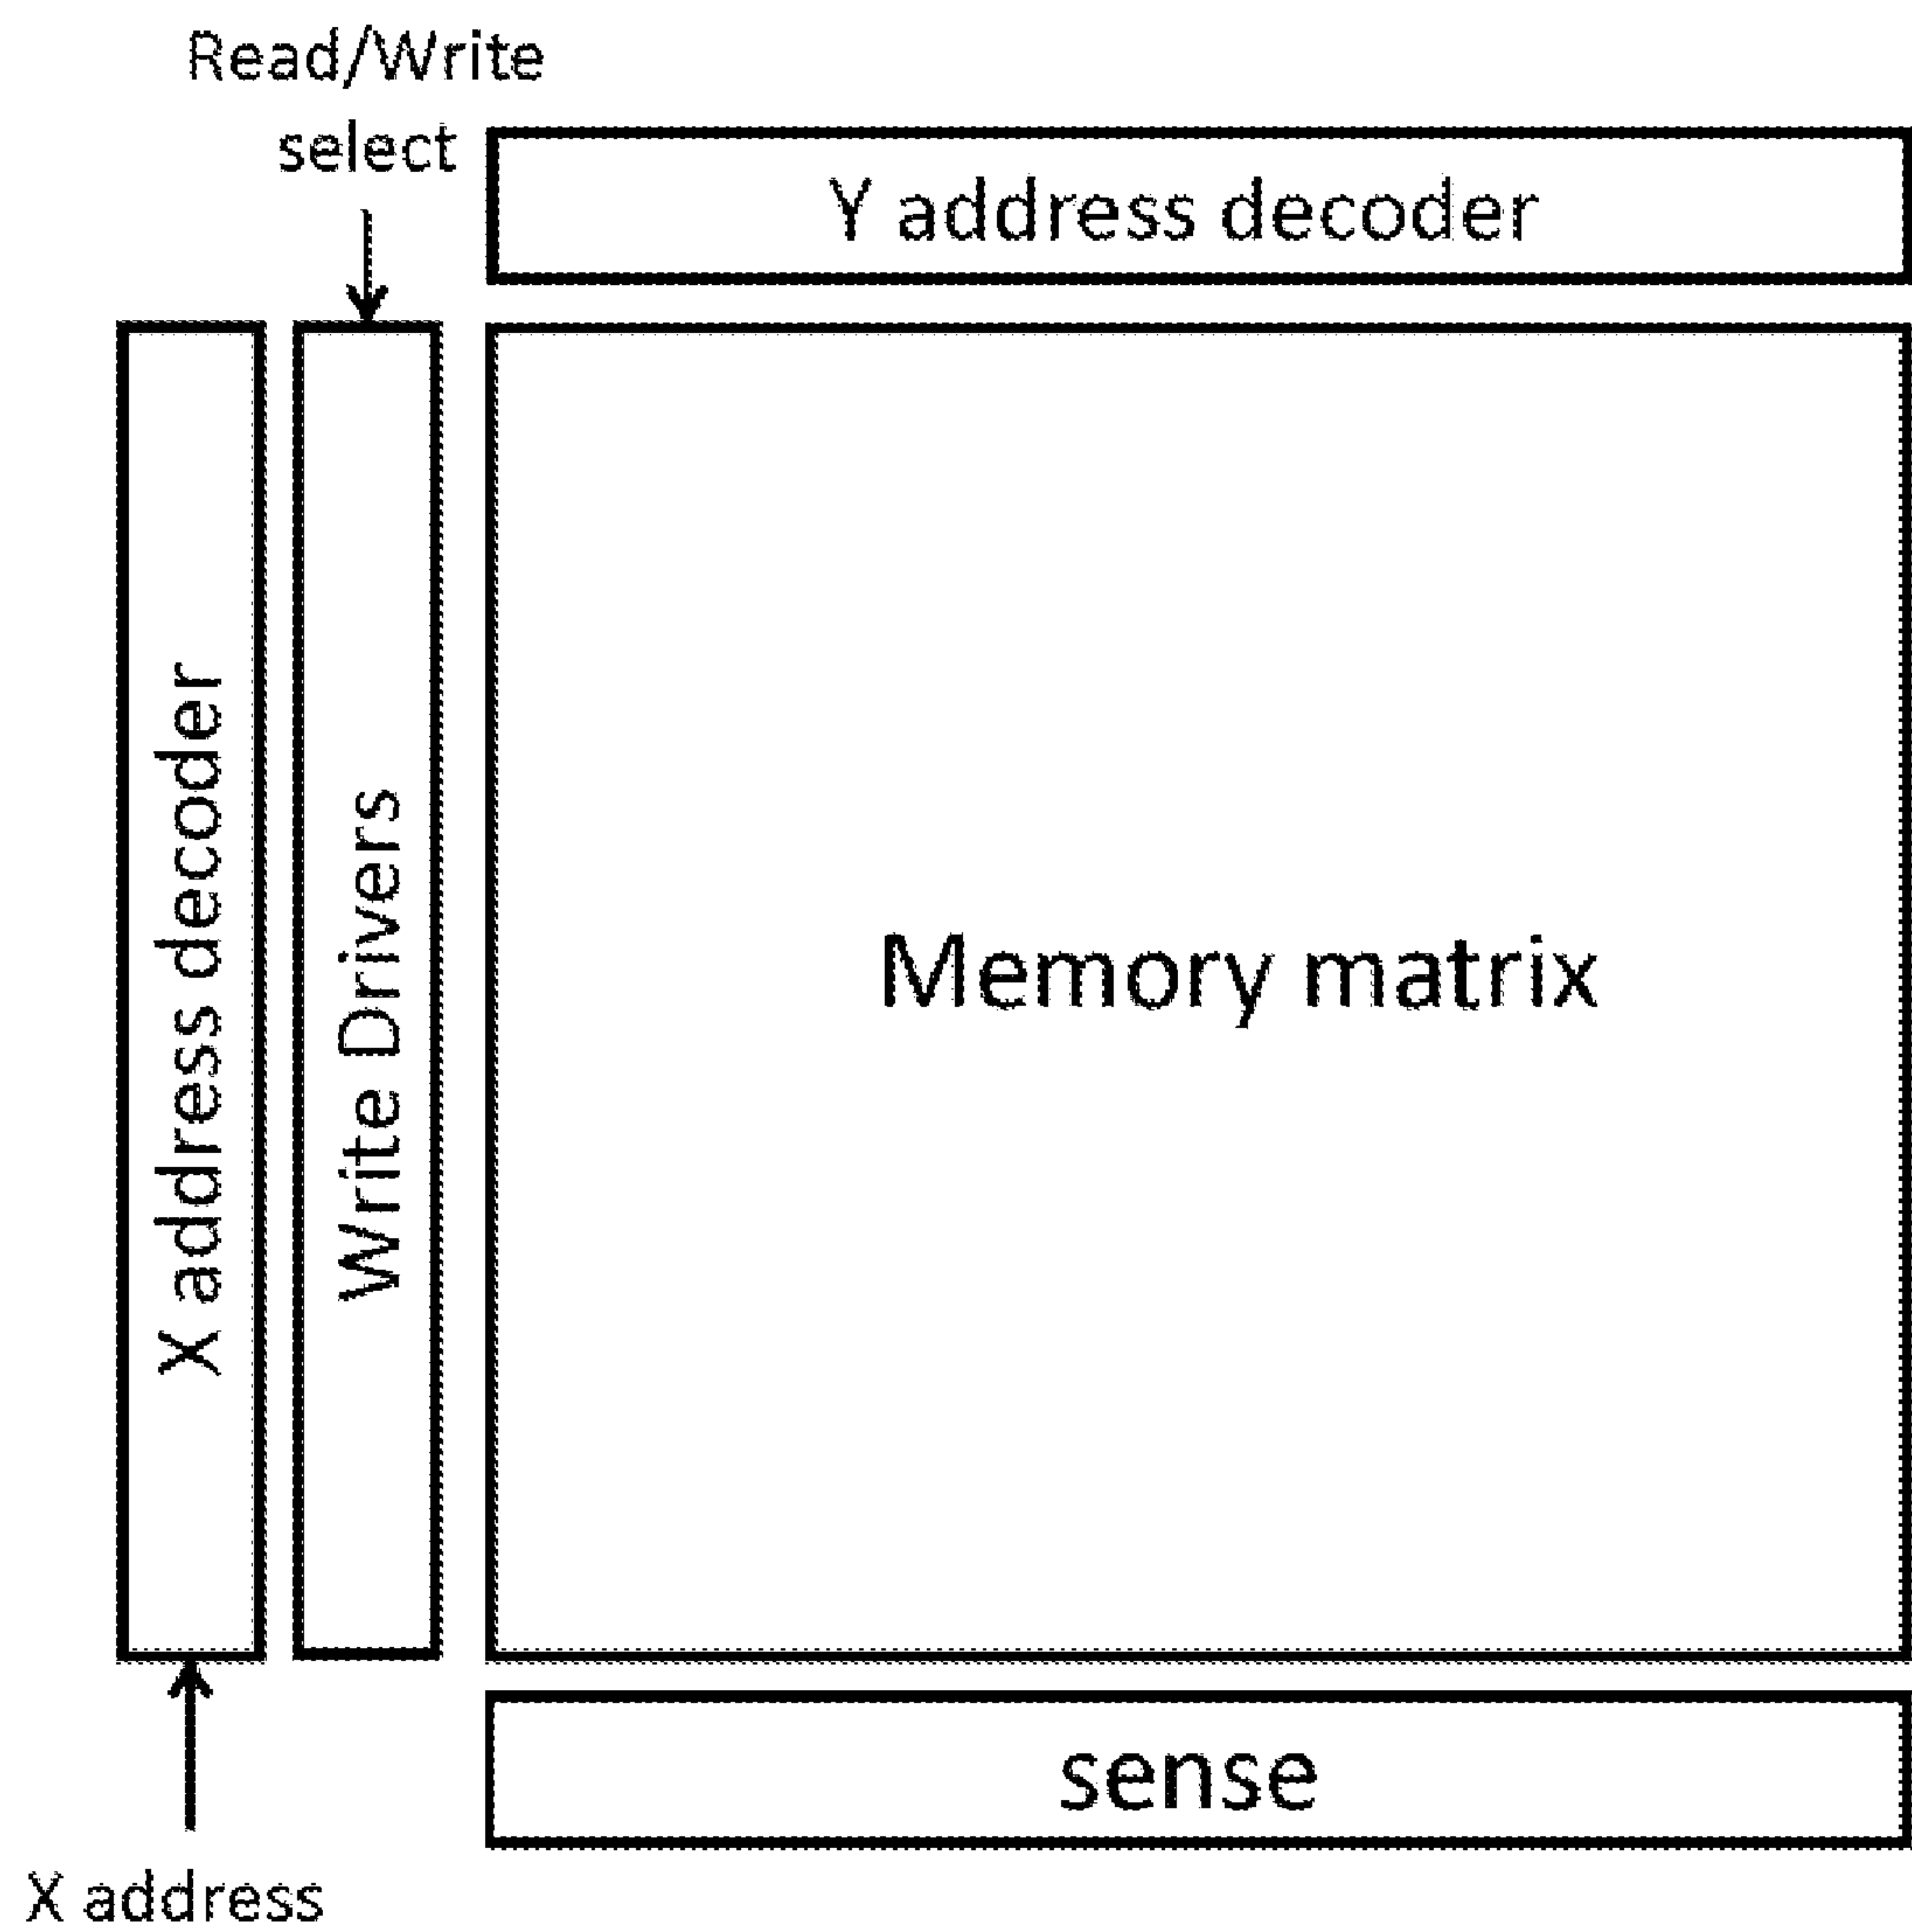 Read/Write
select
Y address decoder
X address decoder
Write Drivers
Memory matrix
sense
X address